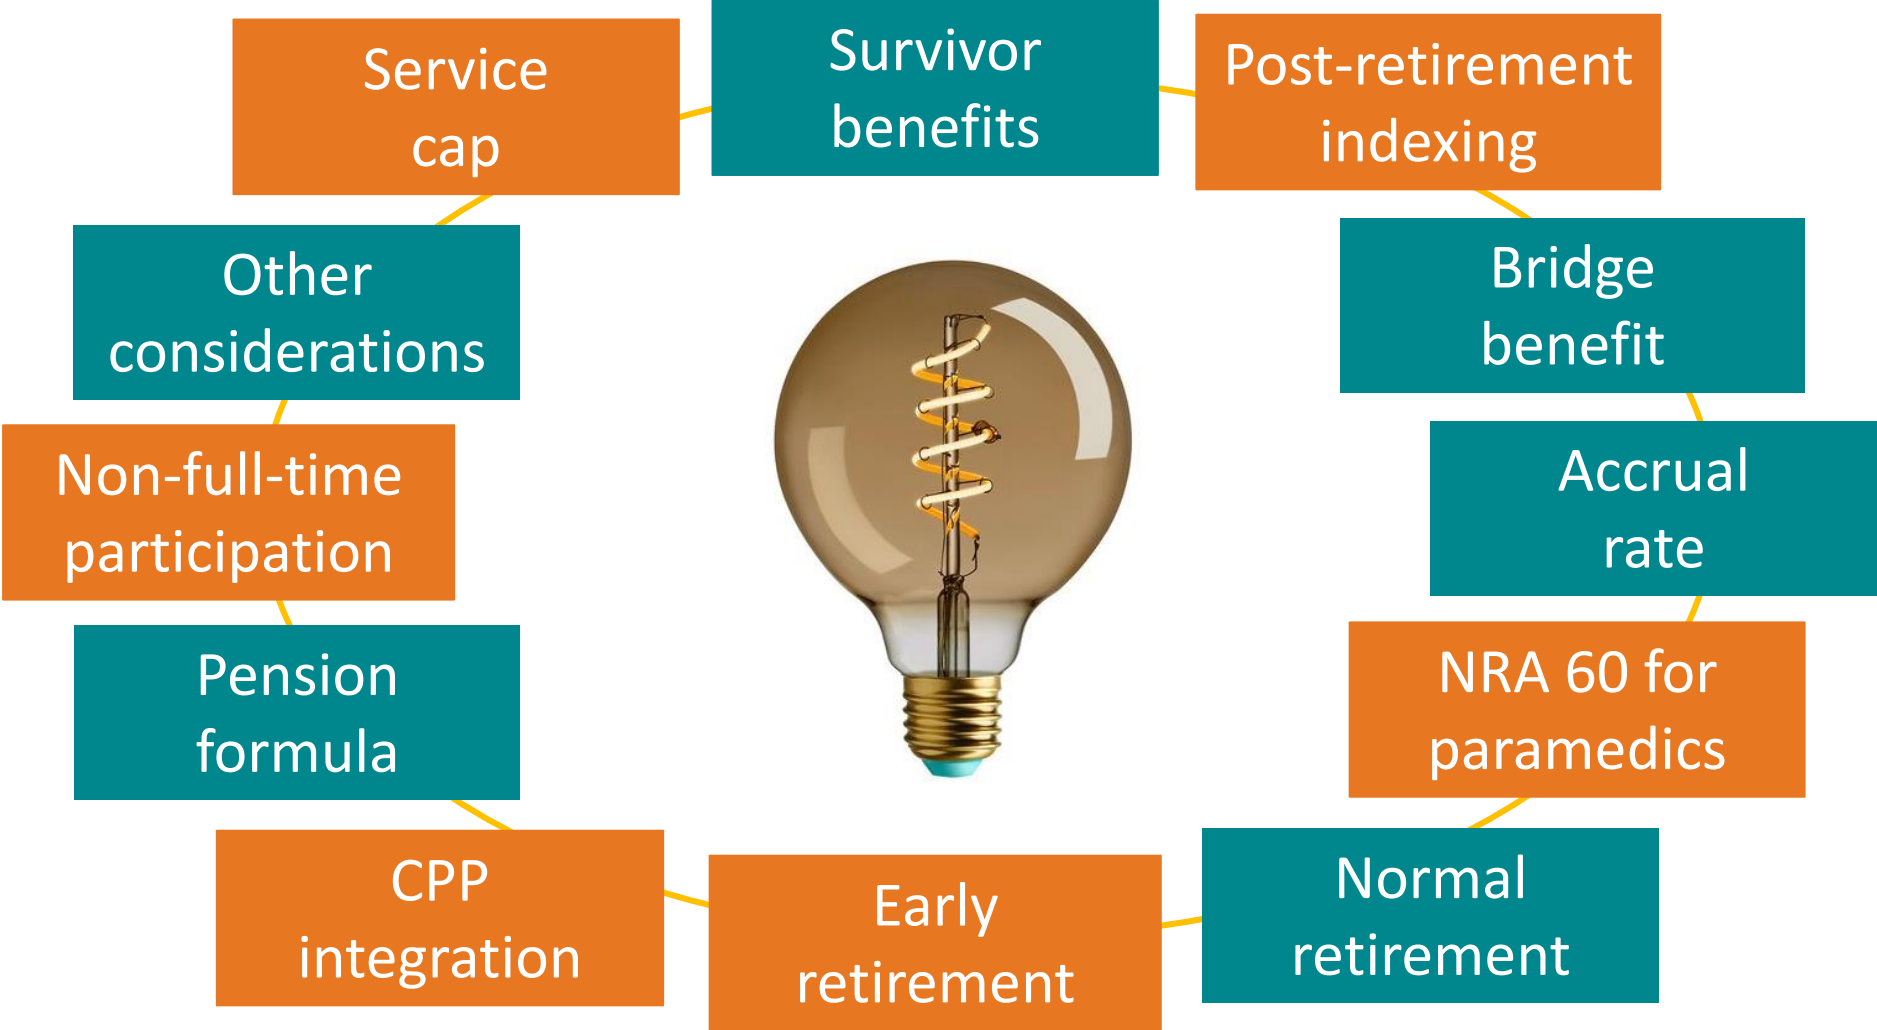 Survivor
benefits
Post-retirement
indexing
Bridge
benefit
Accrual
rate
NRA 60 for
paramedics
Normal
retirement
Early
retirement
CPP
integration
Pension
formula
Non-full-time
participation
Other
considerations
Service
cap